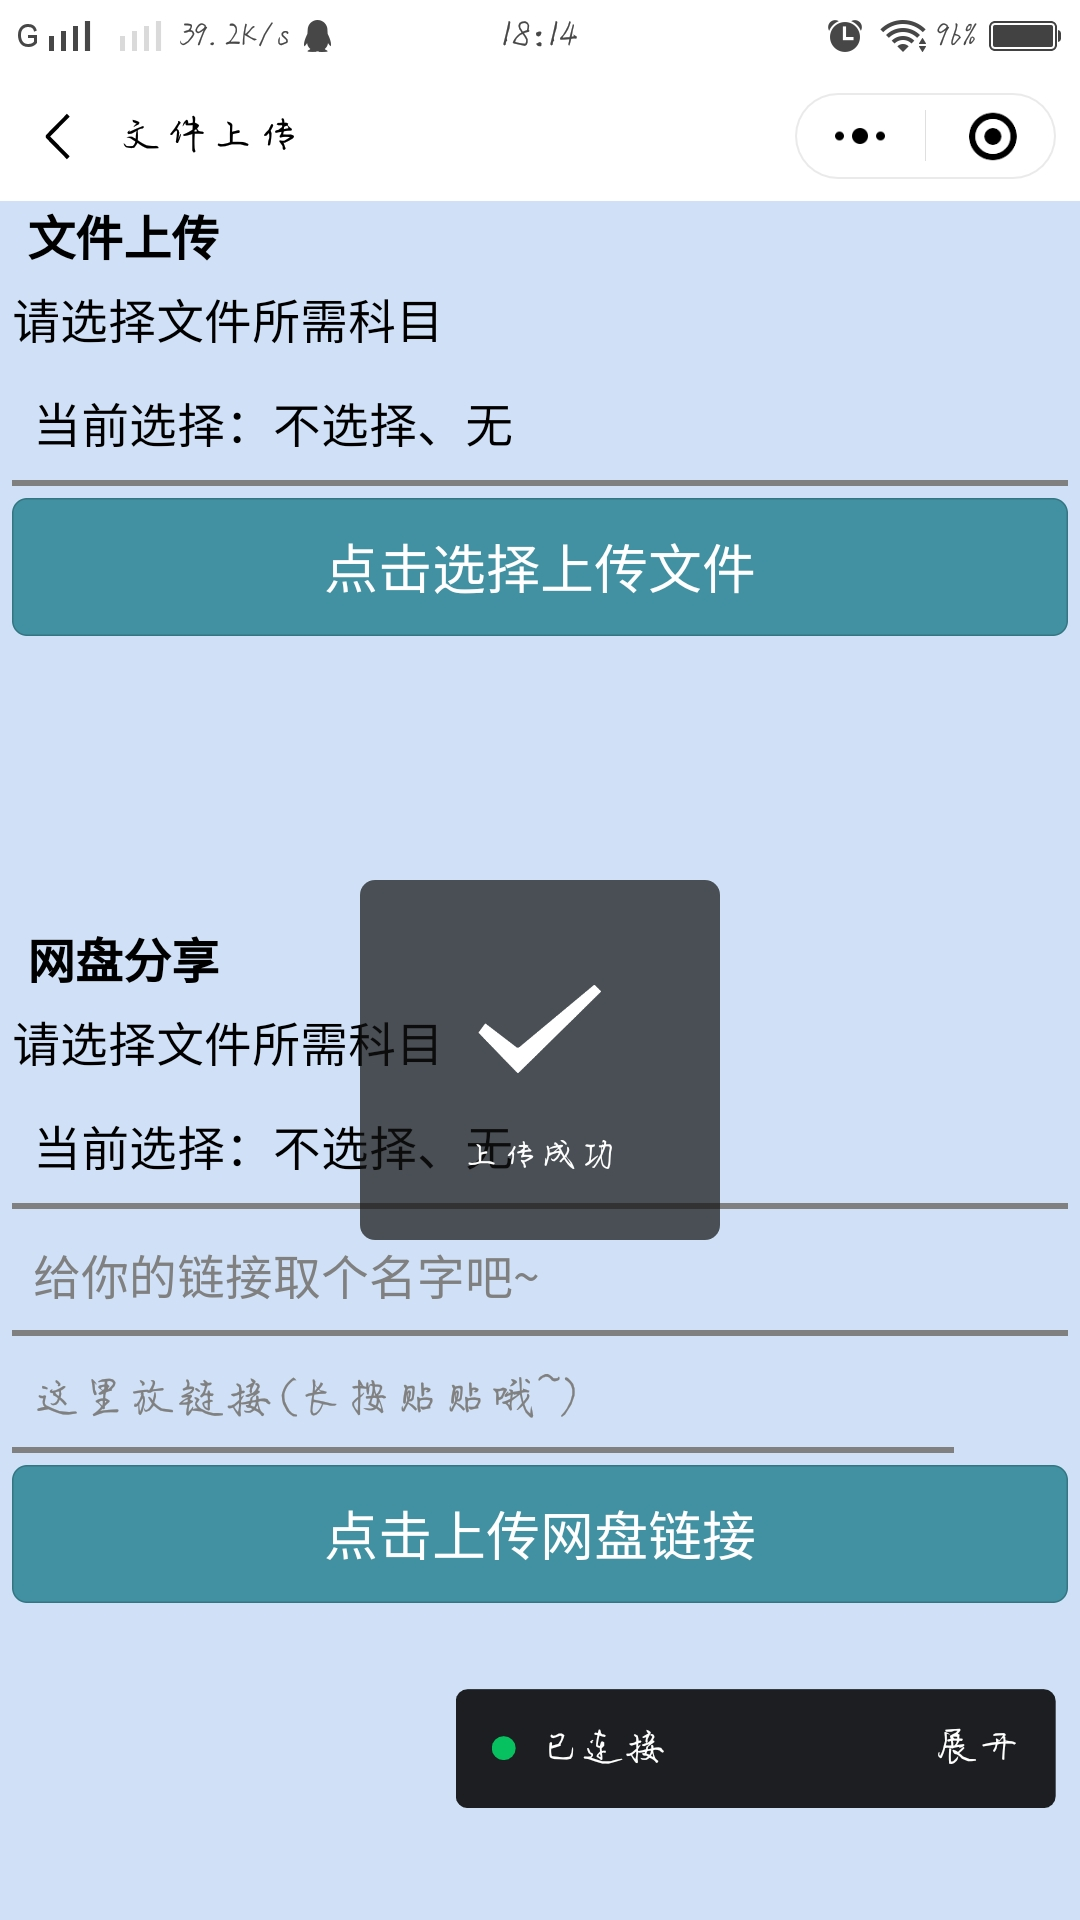 G 39.2K/s 18:14 96%
文件上传
文件上传
请选择文件所需科目
当前选择：不选择、无
点击选择上传文件
网盘分享
请选择文件所需科目
当前选择：不选择、无
上传成功
给你的链接取个名字吧~
这里放链接(长按贴贴哦~)
点击上传网盘链接
已连接 展开